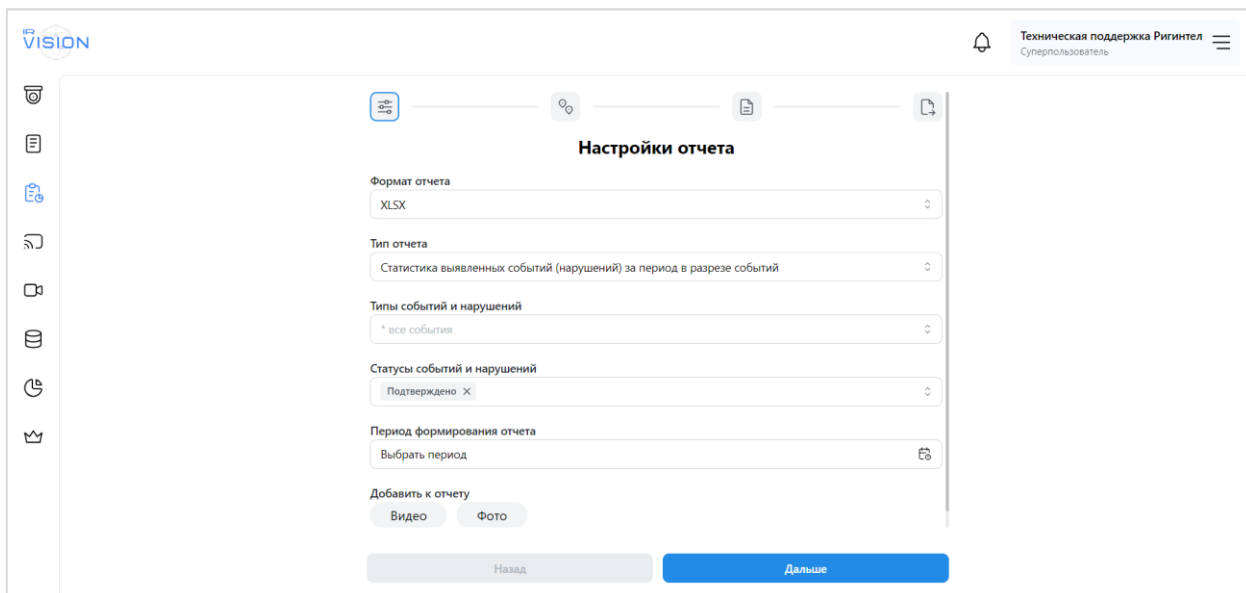 IR
VISION
Техническая поддержка Ригинтел
Суперпользователь
Настройки отчета
Формат отчета
XLSX
Тип отчета
Статистика выявленных событий (нарушений) за период в разрезе событий
Типы событий и нарушений
* все события
Статусы событий и нарушений
Подтверждено
Период формирования отчета
Выбрать период
Добавить к отчету
Видео Фото
Назад Дальше